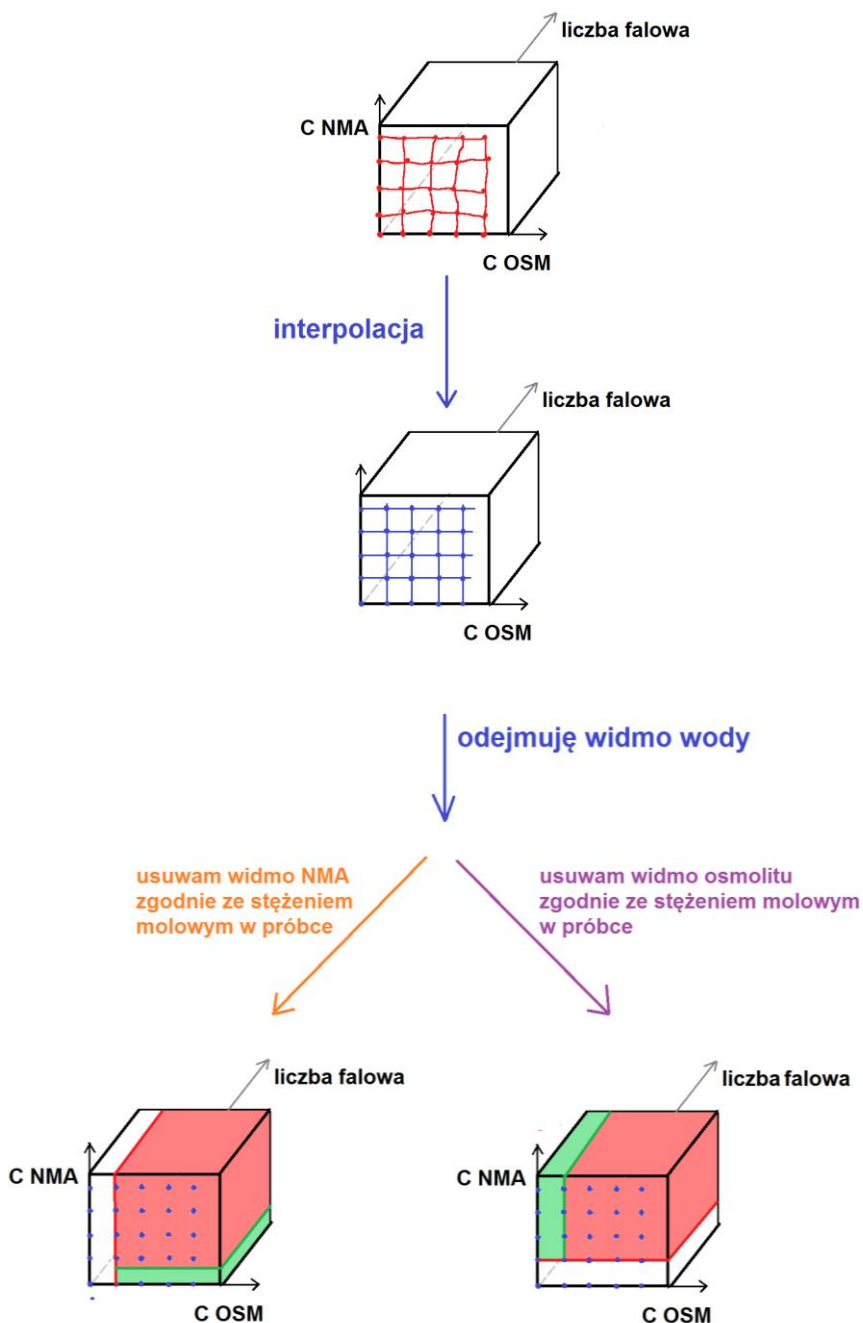 liczba falowa
C NMA
C OSM
interpolacja
liczba falowa
C OSM
odejmuję widmo wody
usuwam widmo NMA
zgodnie ze stężeniem
molowym w próbce
usuwam widmo osmolitu
zgodnie ze stężeniem molowym
w próbce
liczba falowa
C NMA
C OSM
liczba falowa
C NMA
C OSM